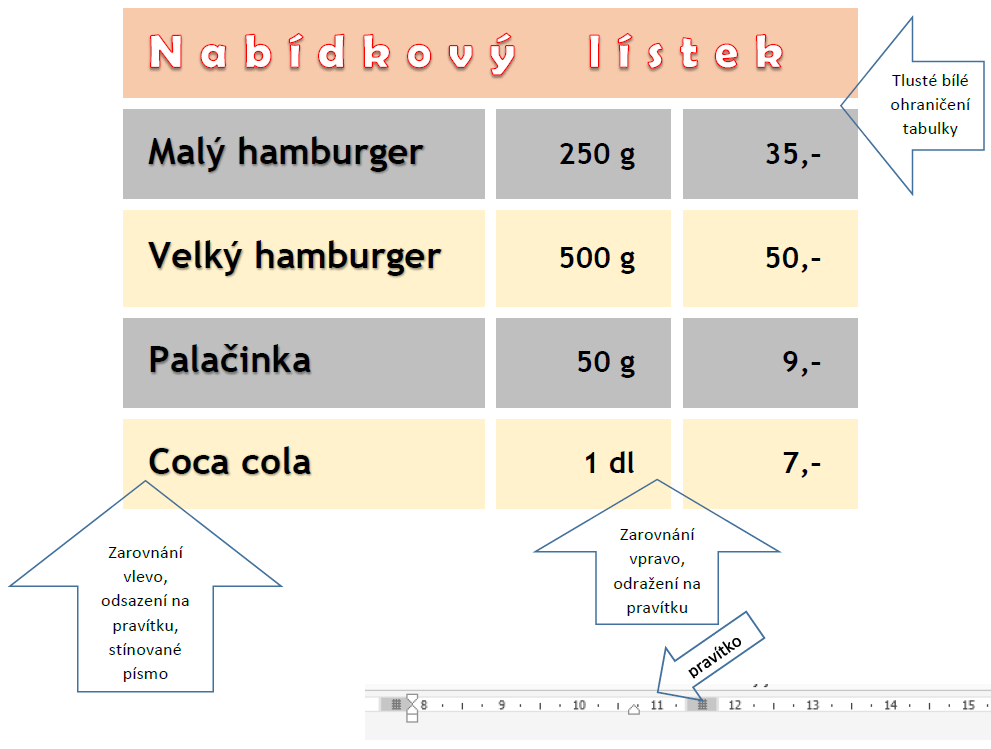 Nabídkový lístek
Tlusté bílé
ohraničení
tabulky
Malý hamburger 250 g 35,-
Velký hamburger 500 g 50,-
Palačinka 50 g 9,-
Coca cola 1 dl 7,-
Zarovnání
vlevo,
odsazení na
pravítku,
stínované
písmo
Zarovnání
vpravo,
odražení na
pravítku
pravítko
8 9 10 11 12 13 14 15